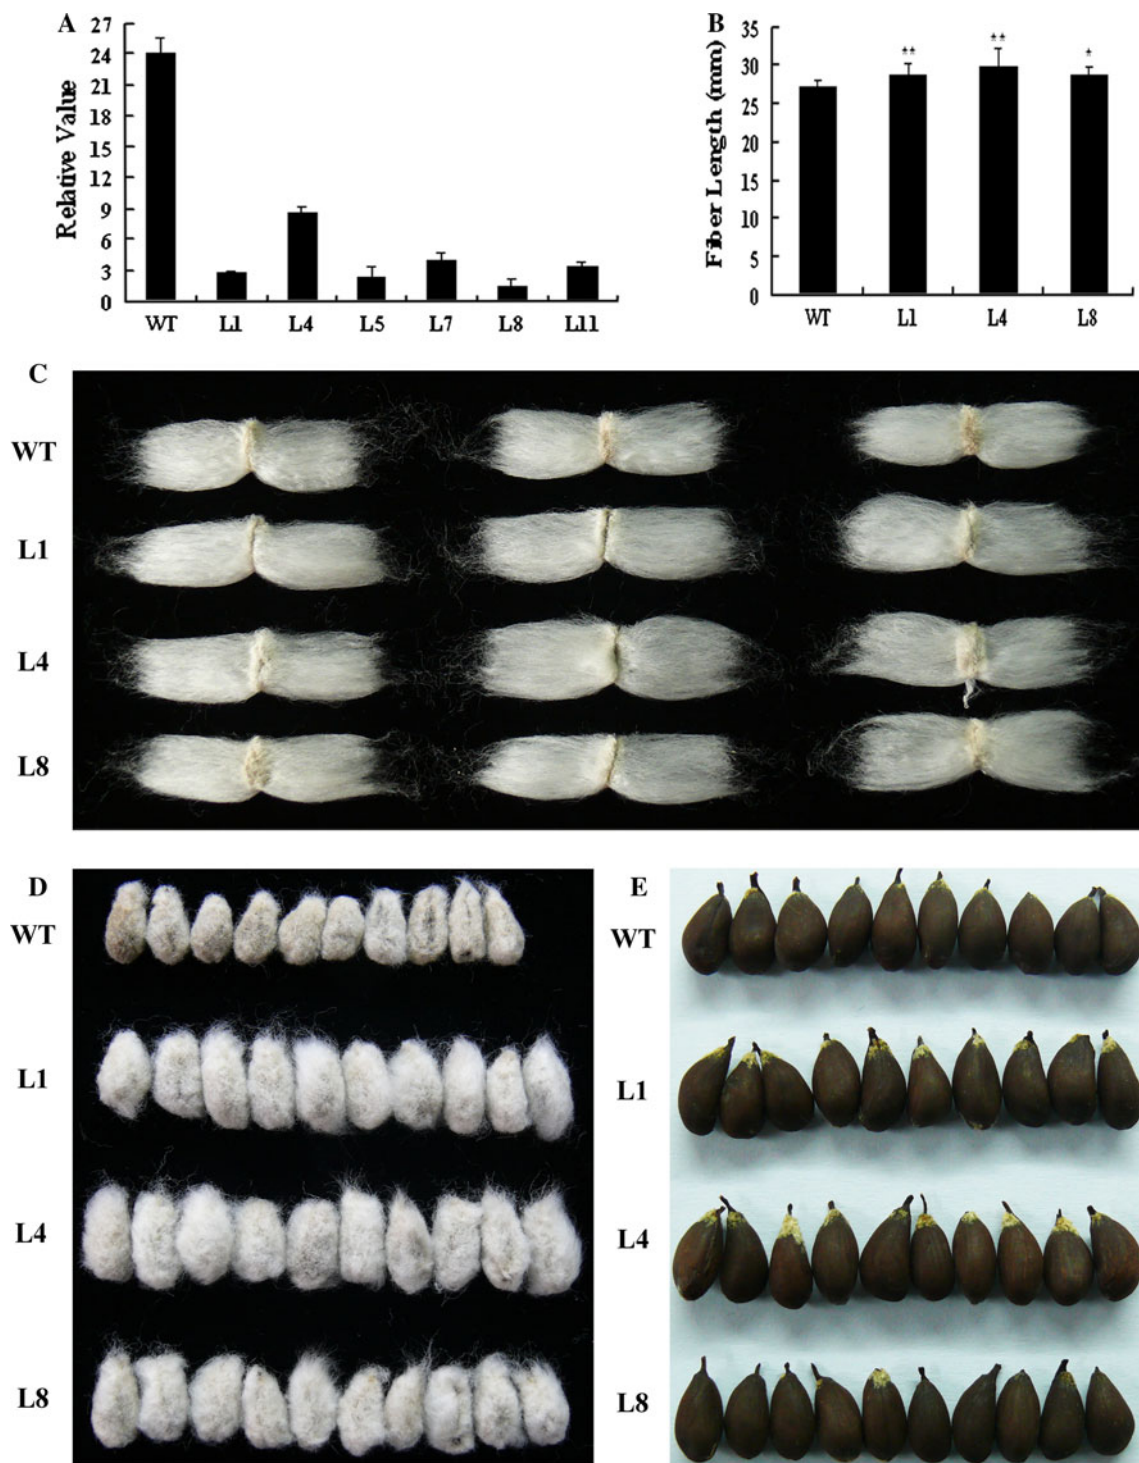 A
Relative Value
27
24
21
18
15
12
9
6
3
0
WT L1 L4 L5 L7 L8 L11
B
Fiber Length (mm)
35
30
25
20
15
10
5
0
** ** *
WT L1 L4 L8
C
WT
L1
L4
L8
D
WT
L1
L4
L8
E
WT
L1
L4
L8